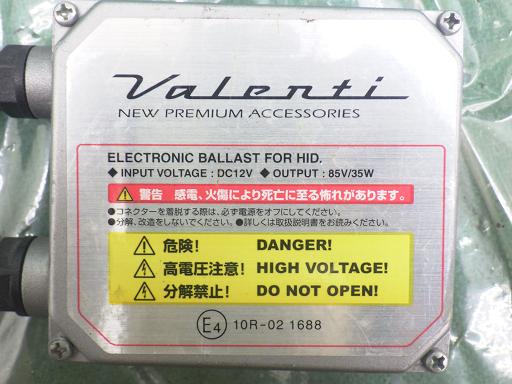 Valenti
NEW PREMIUM ACCESSORIES
ELECTRONIC BALLAST FOR HID.
◆ INPUT VOLTAGE : DC12V ◆ OUTPUT : 85V/35W
警告 感電、火傷により死亡に至る怖れがあります。
●コネクターを着脱する際は、必ず電源をオフにしてください。
●分解、改造をしないでください。●詳しくは取扱説明書をお読みください。
危険! DANGER!
高電圧注意! HIGH VOLTAGE!
分解禁止! DO NOT OPEN!
E4 10R-02 1688